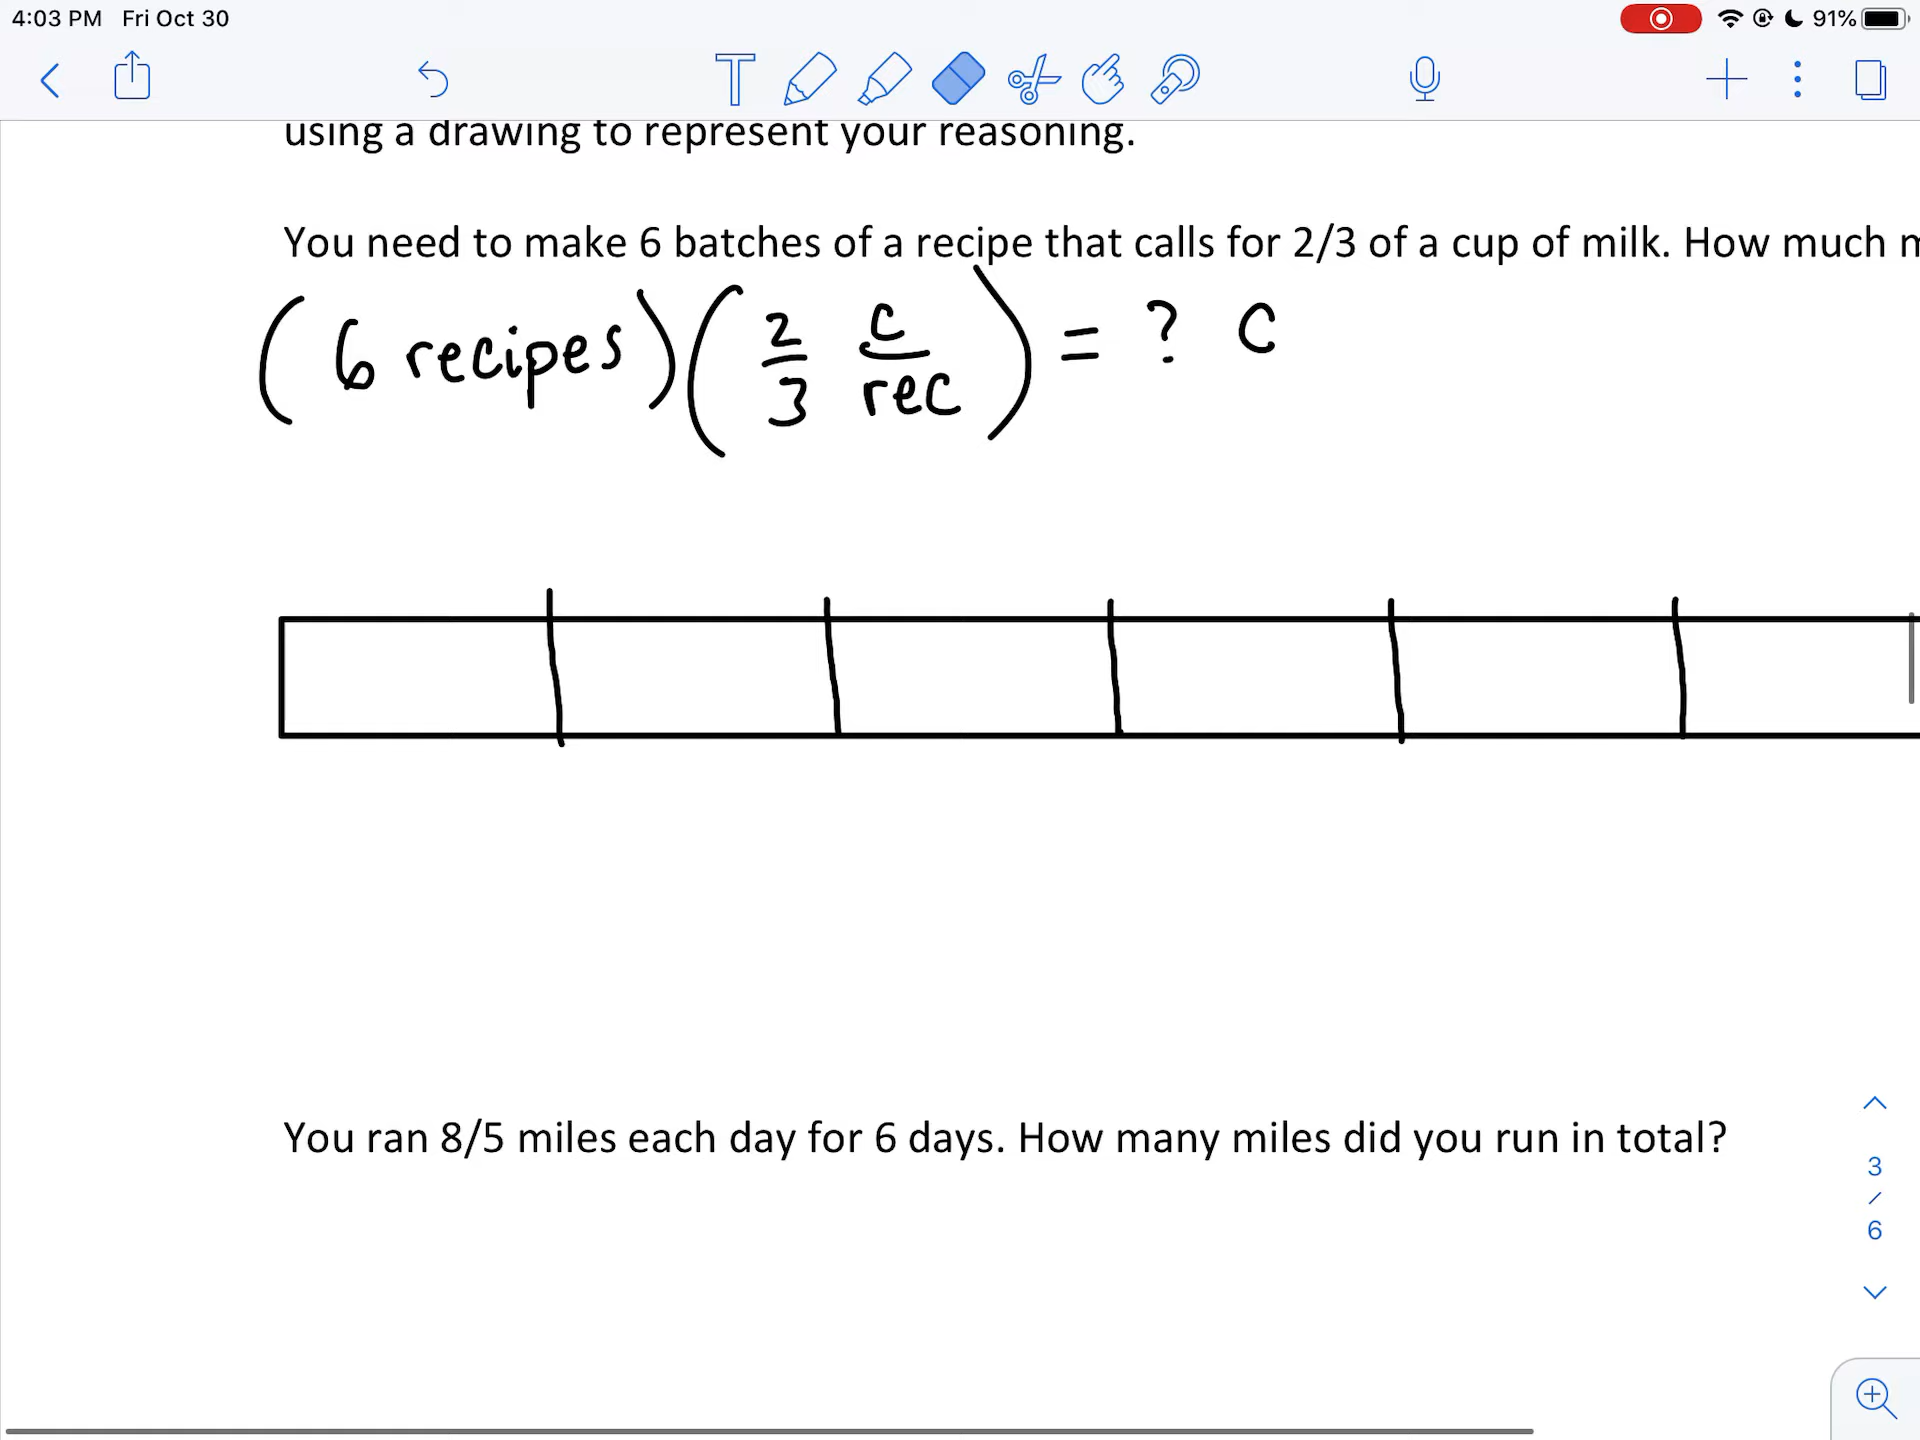 4:03 PM Fri Oct 30 91%
T
using a drawing to represent your reasoning.
You need to make 6 batches of a recipe that calls for 2/3 of a cup of milk. How much
(6 recipes)(2/3 c/rec) = ? C
You ran 8/5 miles each day for 6 days. How many miles did you run in total?
3
/
6